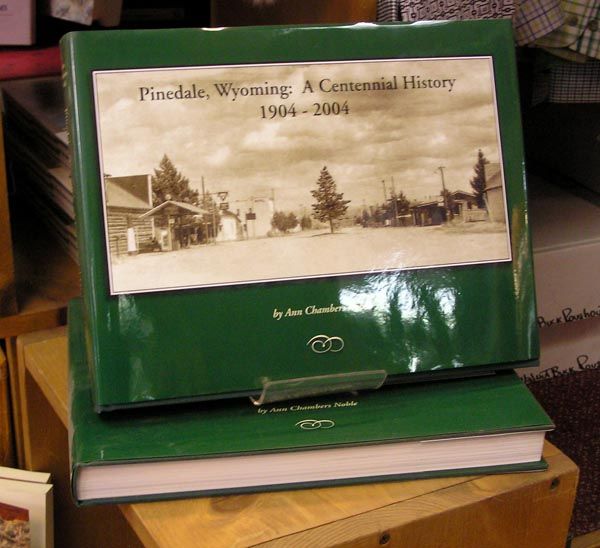 Pinedale, Wyoming: A Centennial History
1904 - 2004
by Ann Chambers
by Ann Chambers Noble